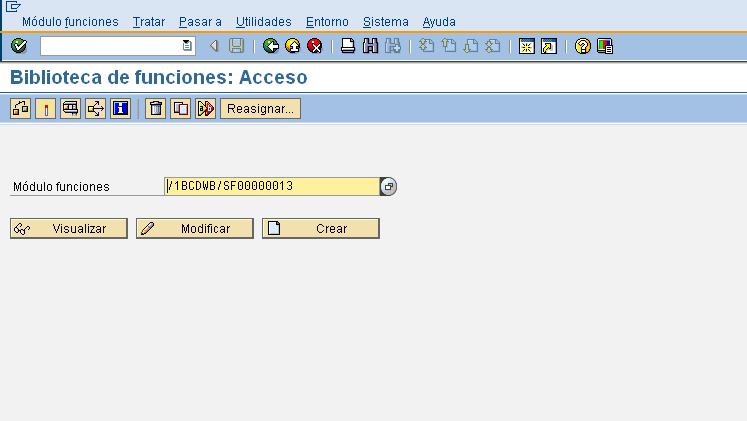 Módulo funciones Tratar Pasar a Utilidades Entorno Sistema Ayuda
Biblioteca de funciones: Acceso
Reasignar...
Módulo funciones /1BCDWB/SF00000013
Visualizar Modificar Crear